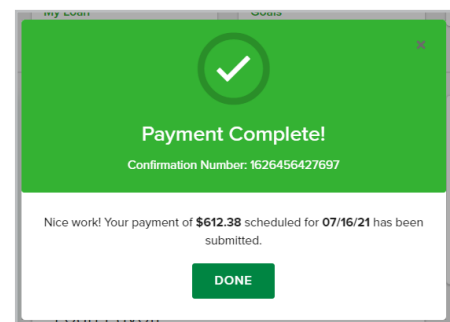 My Loan Goals
Payment Complete!
Confirmation Number: 1626456427697
Nice work! Your payment of $612.38 scheduled for 07/16/21 has been
submitted.
DONE